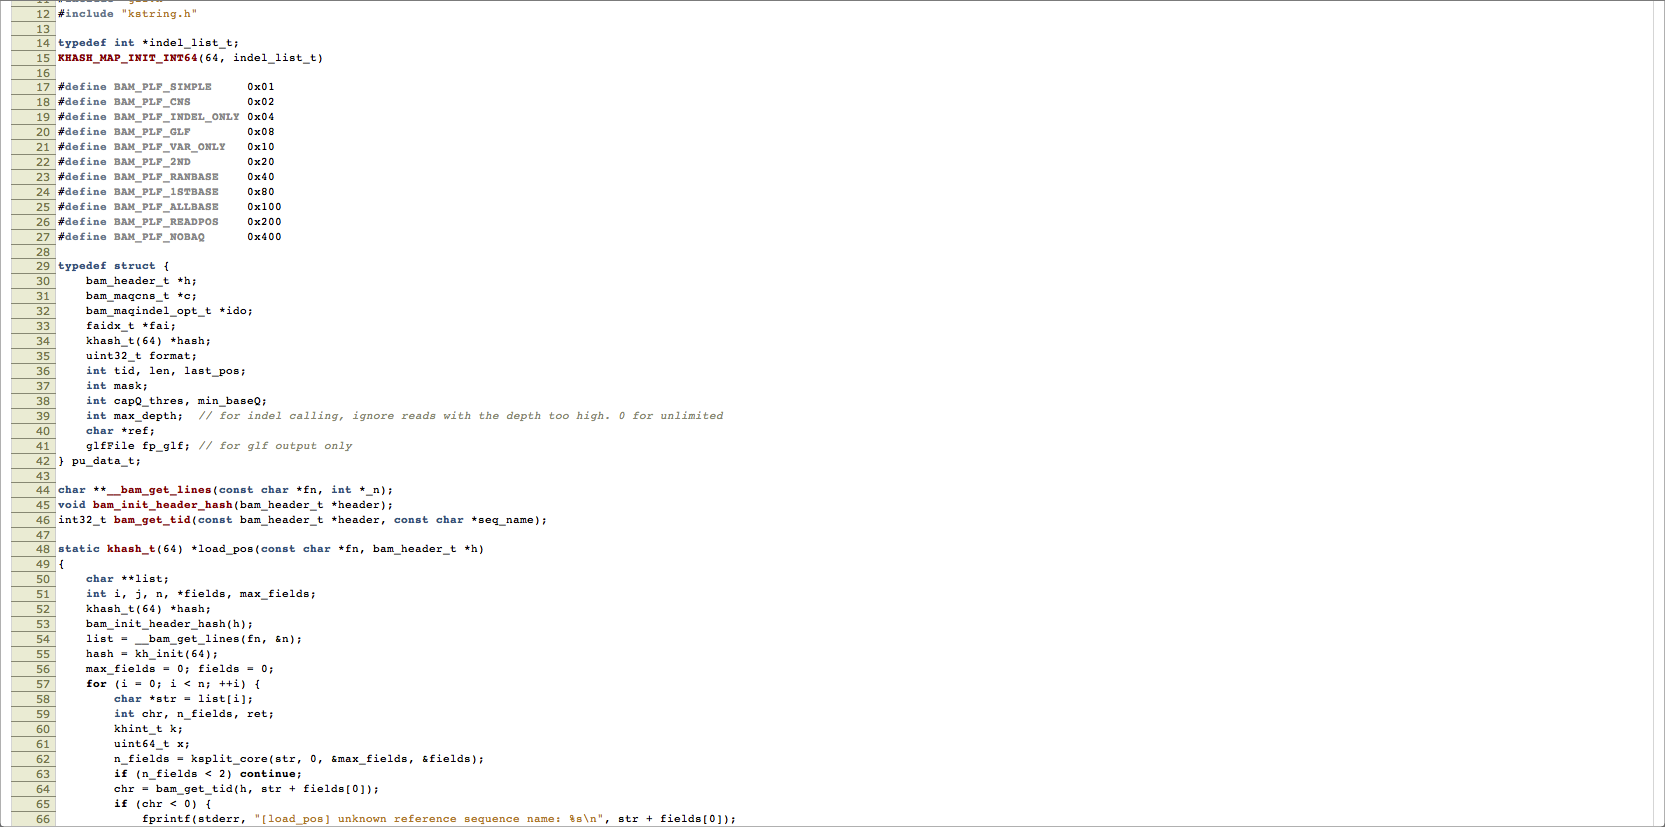 12 #include "kstring.h"
13
14 typedef int *indel_list_t;
15 KHASH_MAP_INIT_INT64(64, indel_list_t)
16
17 #define BAM_PLF_SIMPLE     0x01
18 #define BAM_PLF_CNS        0x02
19 #define BAM_PLF_INDEL_ONLY 0x04
20 #define BAM_PLF_GLF        0x08
21 #define BAM_PLF_VAR_ONLY   0x10
22 #define BAM_PLF_2ND        0x20
23 #define BAM_PLF_RANBASE    0x40
24 #define BAM_PLF_1STBASE    0x80
25 #define BAM_PLF_ALLBASE    0x100
26 #define BAM_PLF_READPOS    0x200
27 #define BAM_PLF_NOBAQ      0x400
28
29 typedef struct {
30     bam_header_t *h;
31     bam_maqcns_t *c;
32     bam_maqindel_opt_t *ido;
33     faidx_t *fai;
34     khash_t(64) *hash;
35     uint32_t format;
36     int tid, len, last_pos;
37     int mask;
38     int capQ_thres, min_baseQ;
39     int max_depth;  // for indel calling, ignore reads with the depth too high. 0 for unlimited
40     char *ref;
41     glfFile fp_glf; // for glf output only
42 } pu_data_t;
43
44 char **__bam_get_lines(const char *fn, int *_n);
45 void bam_init_header_hash(bam_header_t *header);
46 int32_t bam_get_tid(const bam_header_t *header, const char *seq_name);
47
48 static khash_t(64) *load_pos(const char *fn, bam_header_t *h)
49 {
50     char **list;
51     int i, j, n, *fields, max_fields;
52     khash_t(64) *hash;
53     bam_init_header_hash(h);
54     list = __bam_get_lines(fn, &n);
55     hash = kh_init(64);
56     max_fields = 0; fields = 0;
57     for (i = 0; i < n; ++i) {
58         char *str = list[i];
59         int chr, n_fields, ret;
60         khint_t k;
61         uint64_t x;
62         n_fields = ksplit_core(str, 0, &max_fields, &fields);
63         if (n_fields < 2) continue;
64         chr = bam_get_tid(h, str + fields[0]);
65         if (chr < 0) {
66             fprintf(stderr, "[load_pos] unknown reference sequence name: %s\n", str + fields[0]);